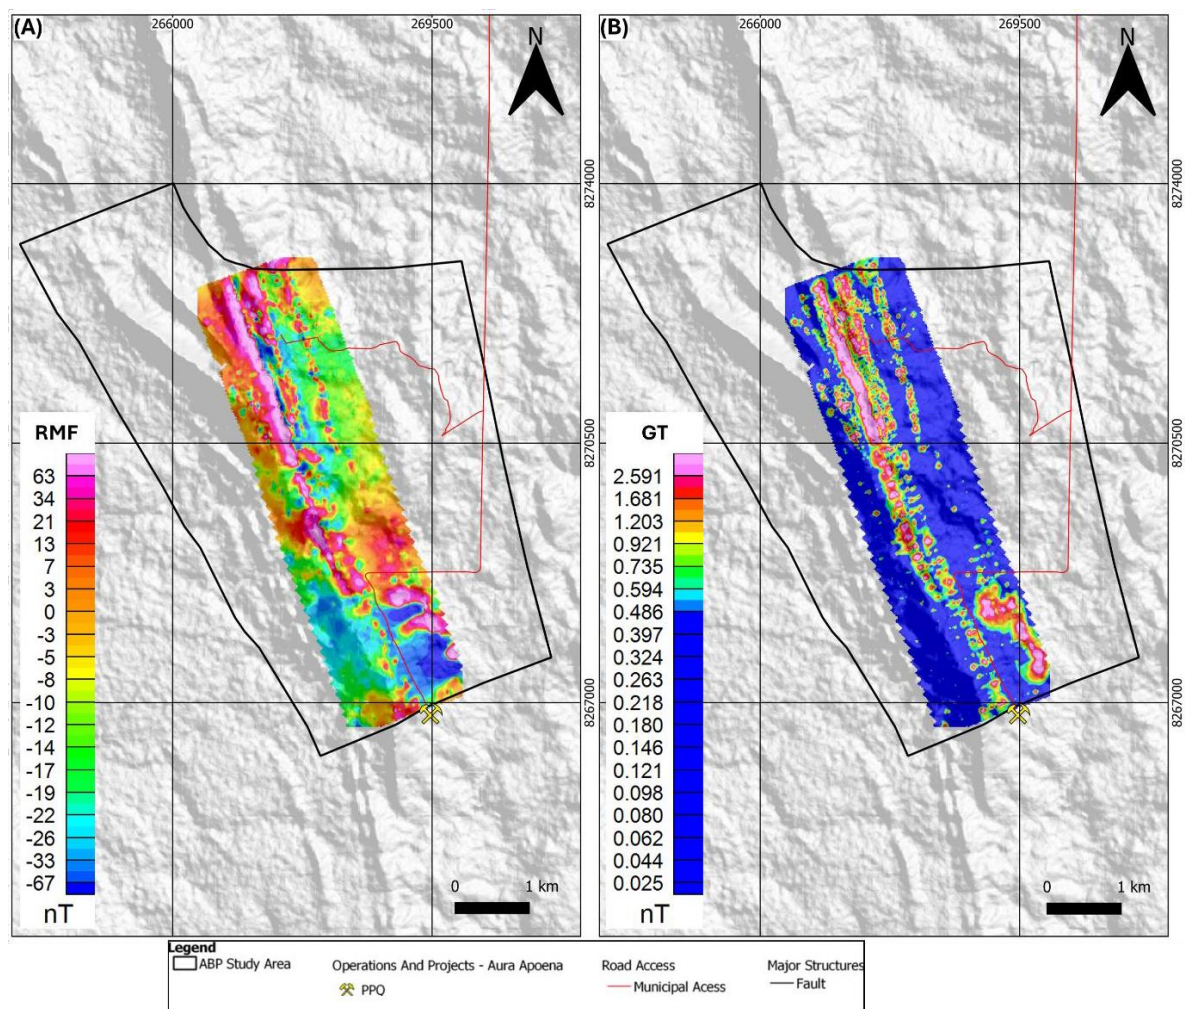 (A)
266000
269500
N
8274000
8270500
8267000
RMF
63
34
21
13
7
3
0
-3
-5
-8
-10
-12
-14
-17
-19
-22
-26
-33
-67
nT
0 1 km
(B)
266000
269500
N
8274000
8270500
8267000
GT
2.591
1.681
1.203
0.921
0.735
0.594
0.486
0.397
0.324
0.263
0.218
0.180
0.146
0.121
0.098
0.080
0.062
0.044
0.025
nT
0 1 km
Legend
ABP Study Area
Operations And Projects - Aura Apoena
PPQ
Road Access
Municipal Acess
Major Structures
Fault